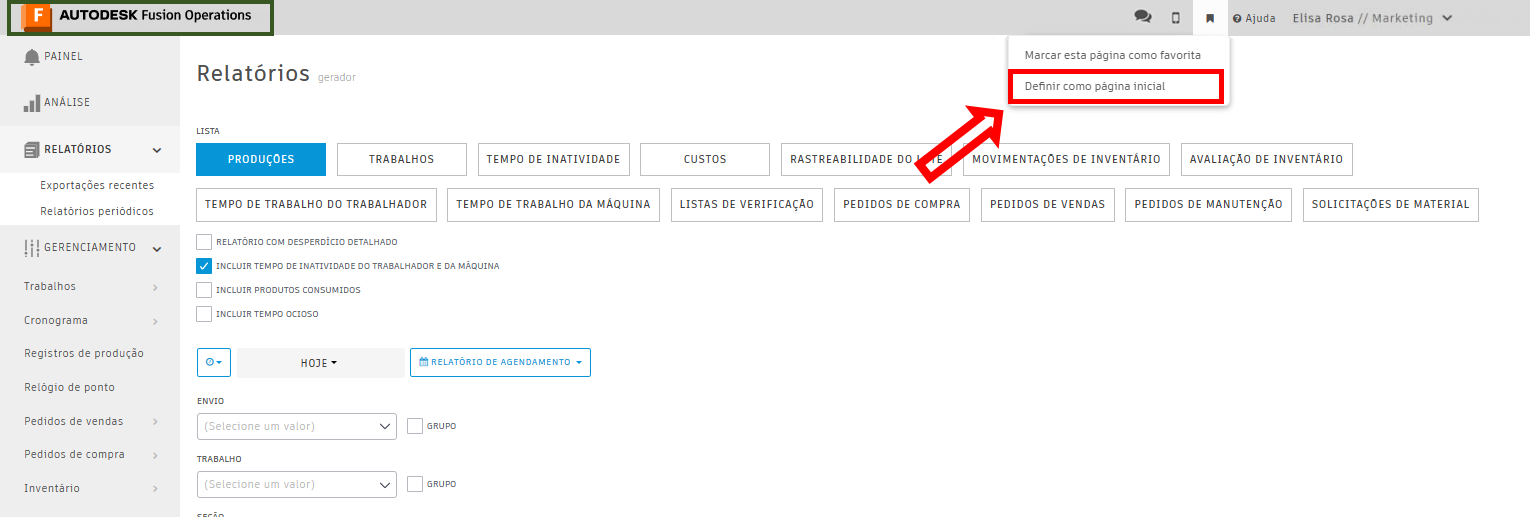 AUTODESK Fusion Operations
Ajuda
Elisa Rosa // Marketing
Marcar esta página como favorita
Definir como página inicial
PAINEL
ANÁLISE
RELATÓRIOS
Exportações recentes
Relatórios periódicos
GERENCIAMENTO
Trabalhos
Cronograma
Registros de produção
Relógio de ponto
Pedidos de vendas
Pedidos de compra
Inventário
Relatórios gerador
LISTA
PRODUÇÕES TRABALHOS TEMPO DE INATIVIDADE CUSTOS RASTREABILIDADE DO MOVIMENTAÇÕES DE INVENTÁRIO AVALIAÇÃO DE INVENTÁRIO
TEMPO DE TRABALHO DO TRABALHADOR TEMPO DE TRABALHO DA MÁQUINA LISTAS DE VERIFICAÇÃO PEDIDOS DE COMPRA PEDIDOS DE VENDAS PEDIDOS DE MANUTENÇÃO SOLICITAÇÕES DE MATERIAL
RELATÓRIO COM DESPERDÍCIO DETALHADO
INCLUIR TEMPO DE INATIVIDADE DO TRABALHADOR E DA MÁQUINA
INCLUIR PRODUTOS CONSUMIDOS
INCLUIR TEMPO OCIOSO
HOJE RELATÓRIO DE AGENDAMENTO
ENVIO
(Selecione um valor) GRUPO
TRABALHO
(Selecione um valor) GRUPO